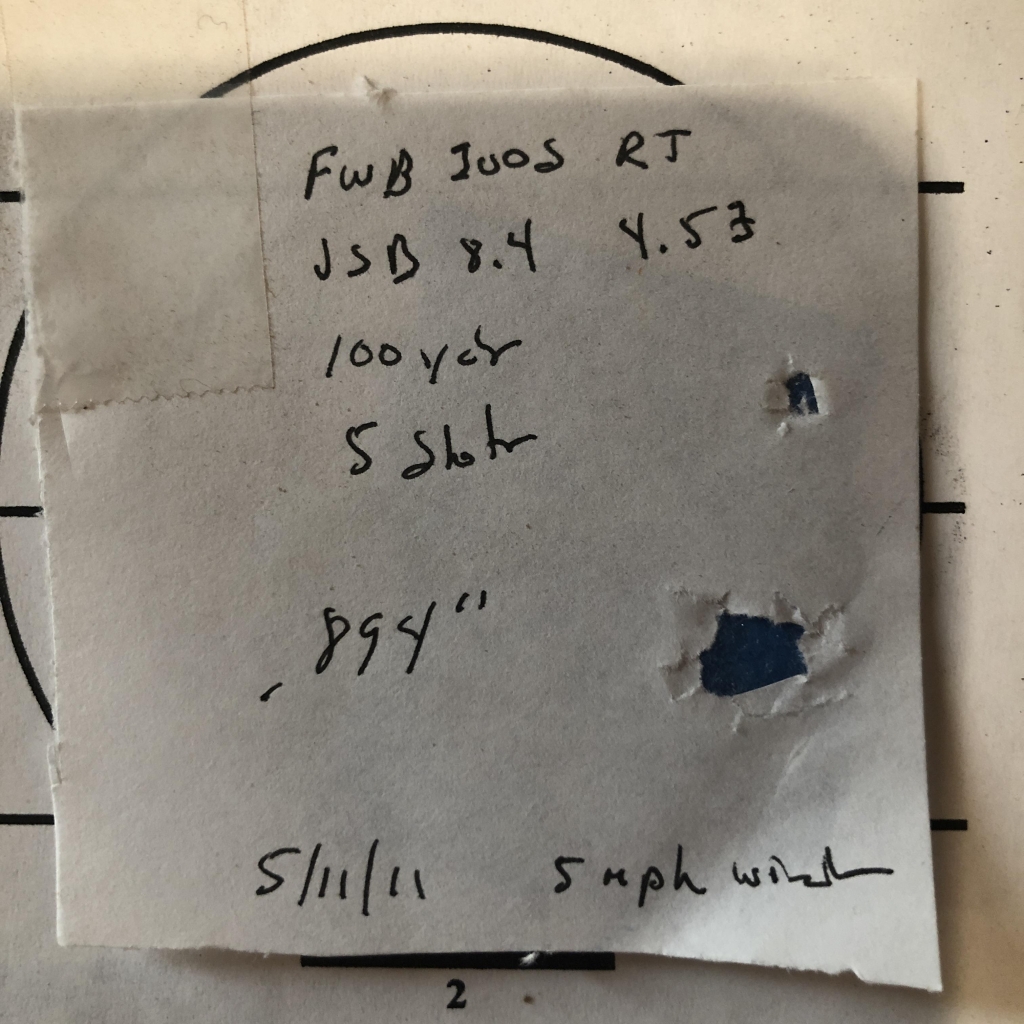 FWB 300S RJ
JSB 8.4 4.53
100 yds
5 Shots
.894"
5/11/11 5 mph wind
2